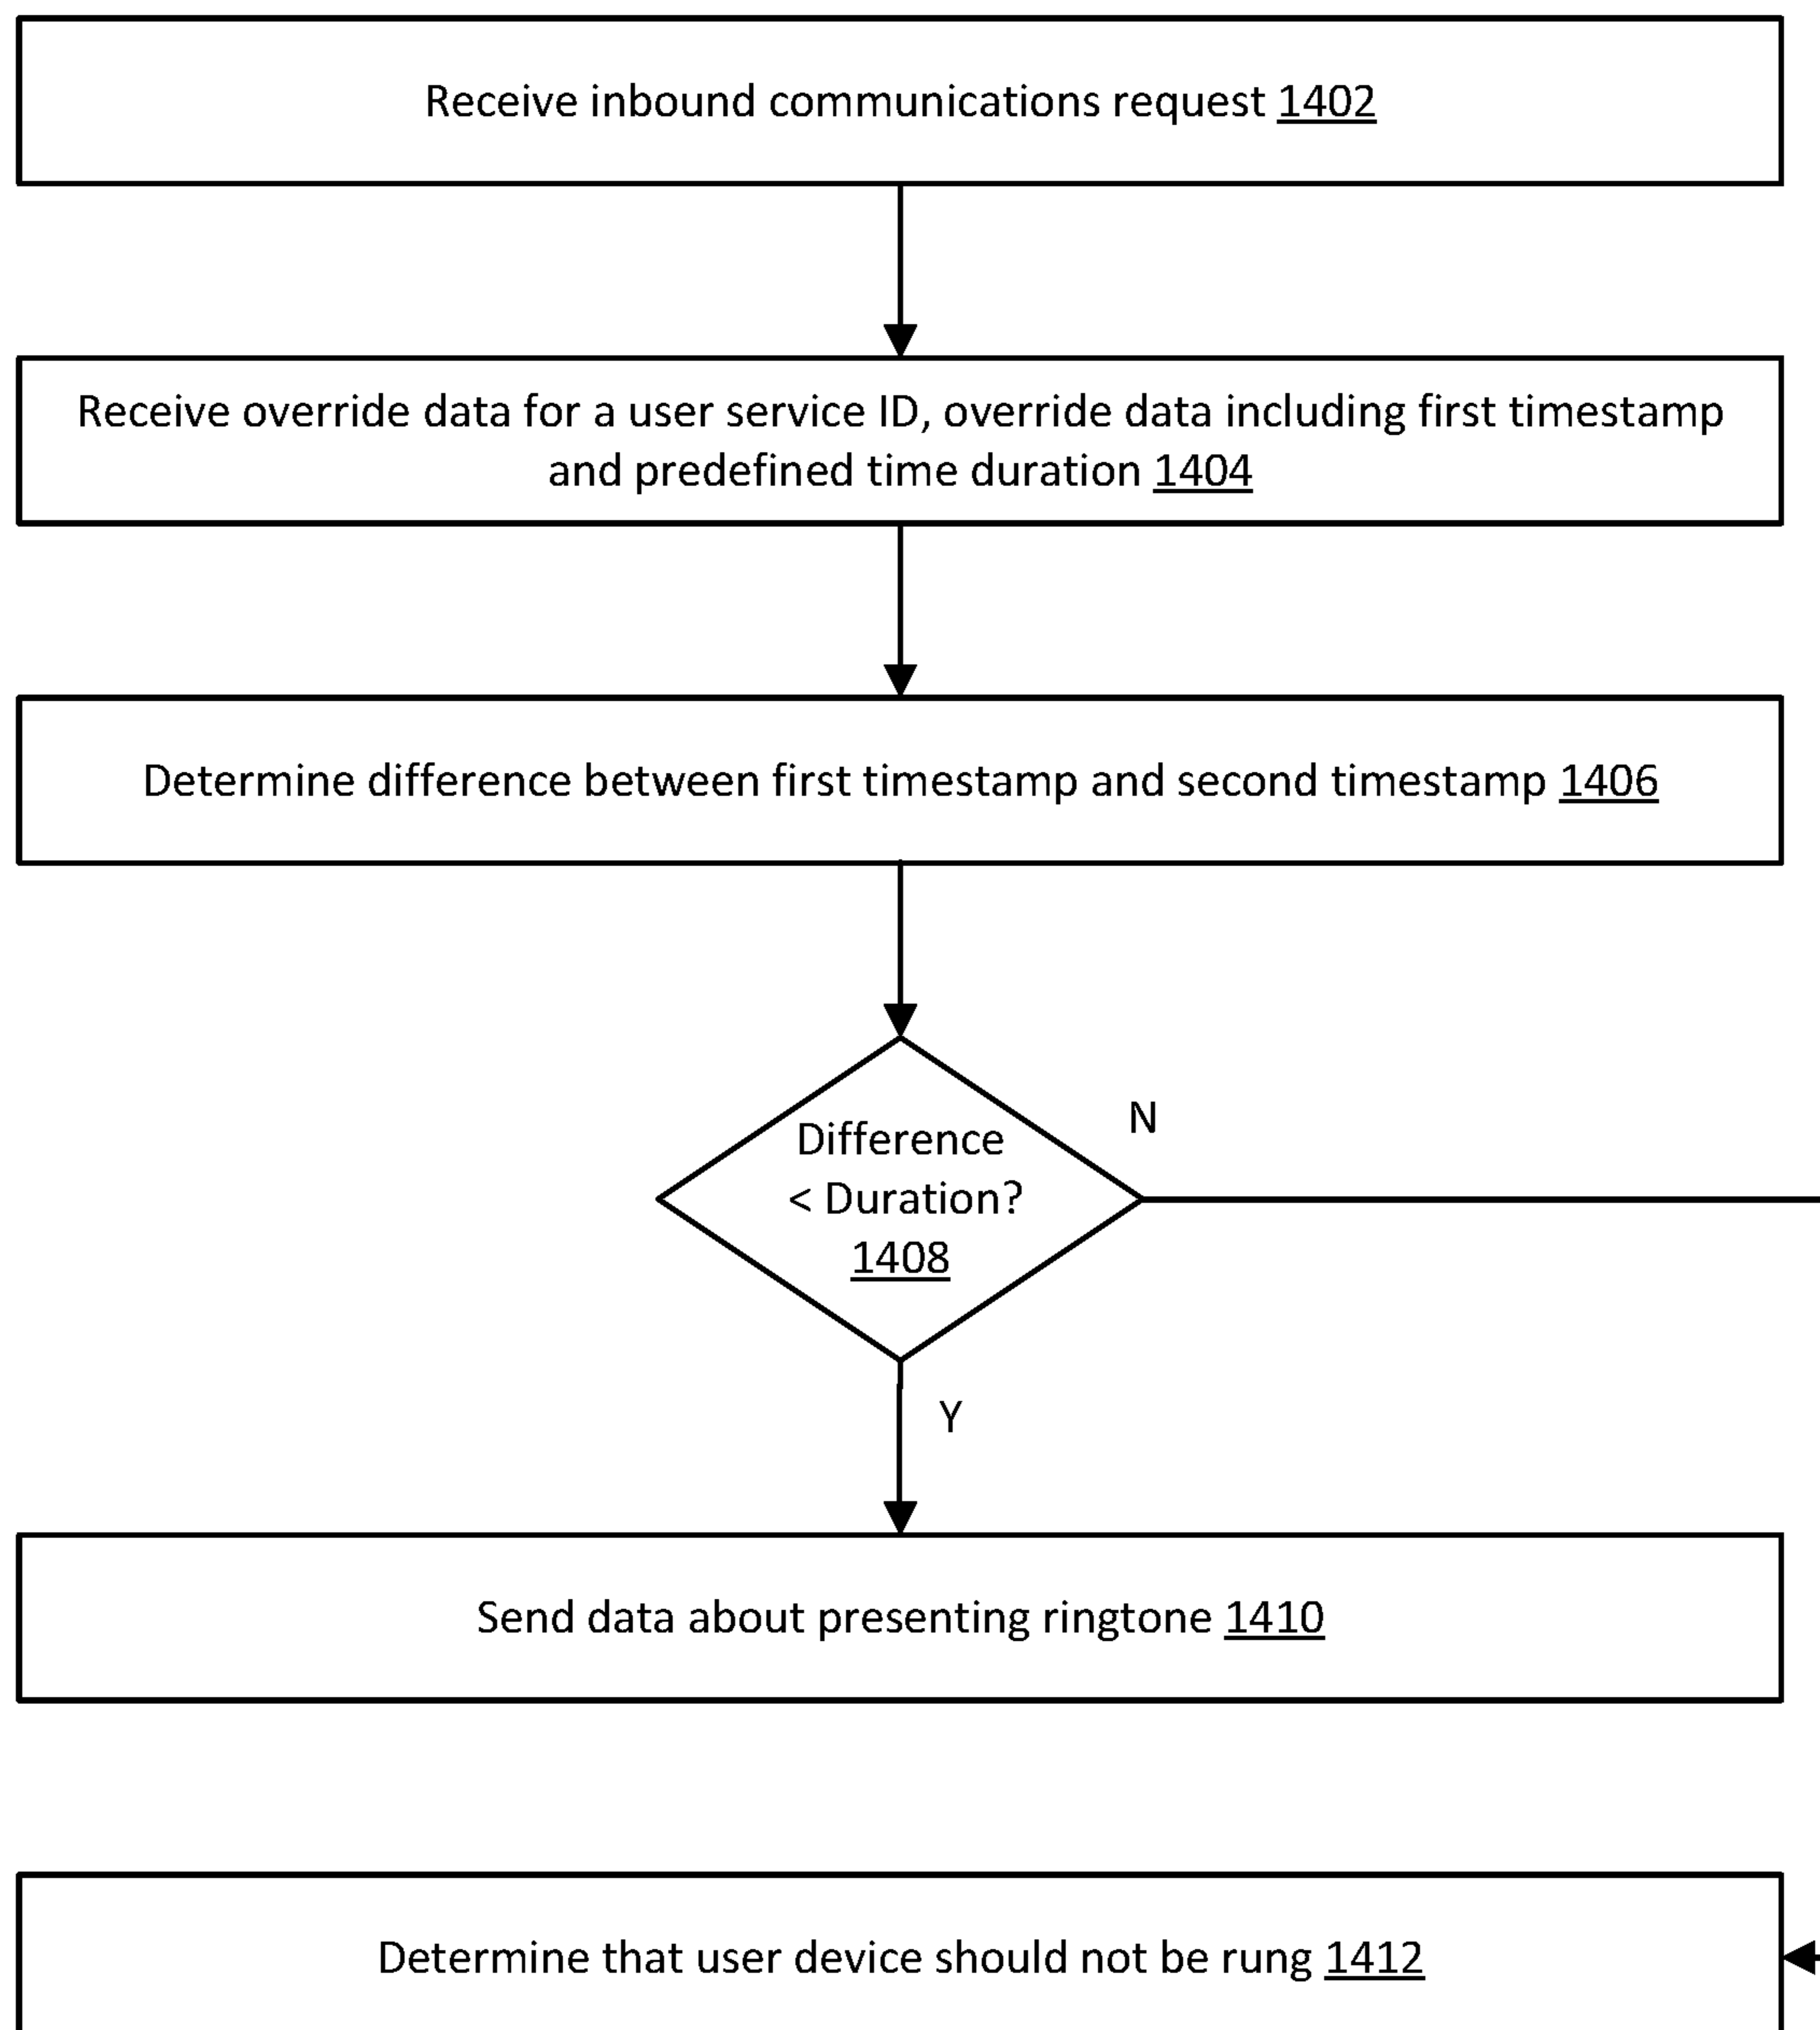 Receive inbound communications request 1402
Receive override data for a user service ID, override data including first timestamp
and predefined time duration 1404
Determine difference between first timestamp and second timestamp 1406
Difference
< Duration?
1408
N
Y
Send data about presenting ringtone 1410
Determine that user device should not be rung 1412